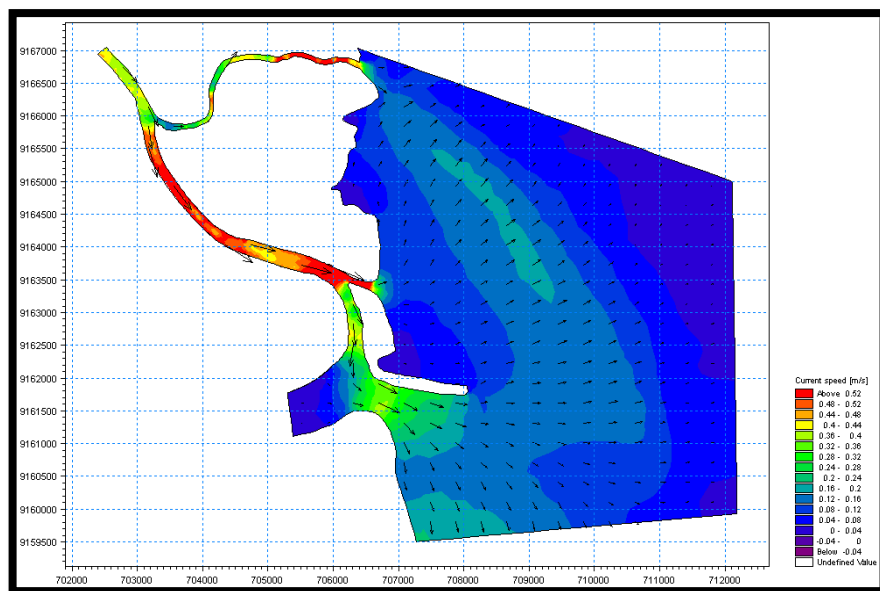 9167000
9166500
9166000
9165500
9165000
9164500
9164000
9163500
9163000
9162500
9162000
9161500
9161000
9160500
9160000
9159500
702000 703000 704000 705000 706000 707000 708000 709000 710000 711000 712000
Current speed [m/s]
Above 0.52
0.48 - 0.52
0.44 - 0.48
0.4 - 0.44
0.36 - 0.4
0.32 - 0.36
0.28 - 0.32
0.24 - 0.28
0.2 - 0.24
0.16 - 0.2
0.12 - 0.16
0.08 - 0.12
0.04 - 0.08
0 - 0.04
-0.04 - 0
Below -0.04
Undefined Value